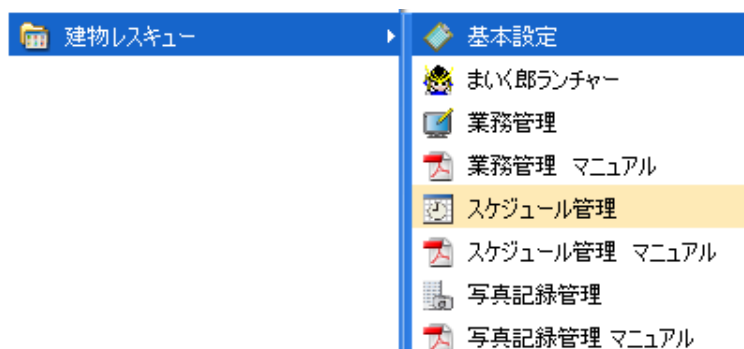 建物レスキュー
基本設定
まいく郎ランチャー
業務管理
業務管理 マニュアル
スケジュール管理
スケジュール管理 マニュアル
写真記録管理
写真記録管理 マニュアル